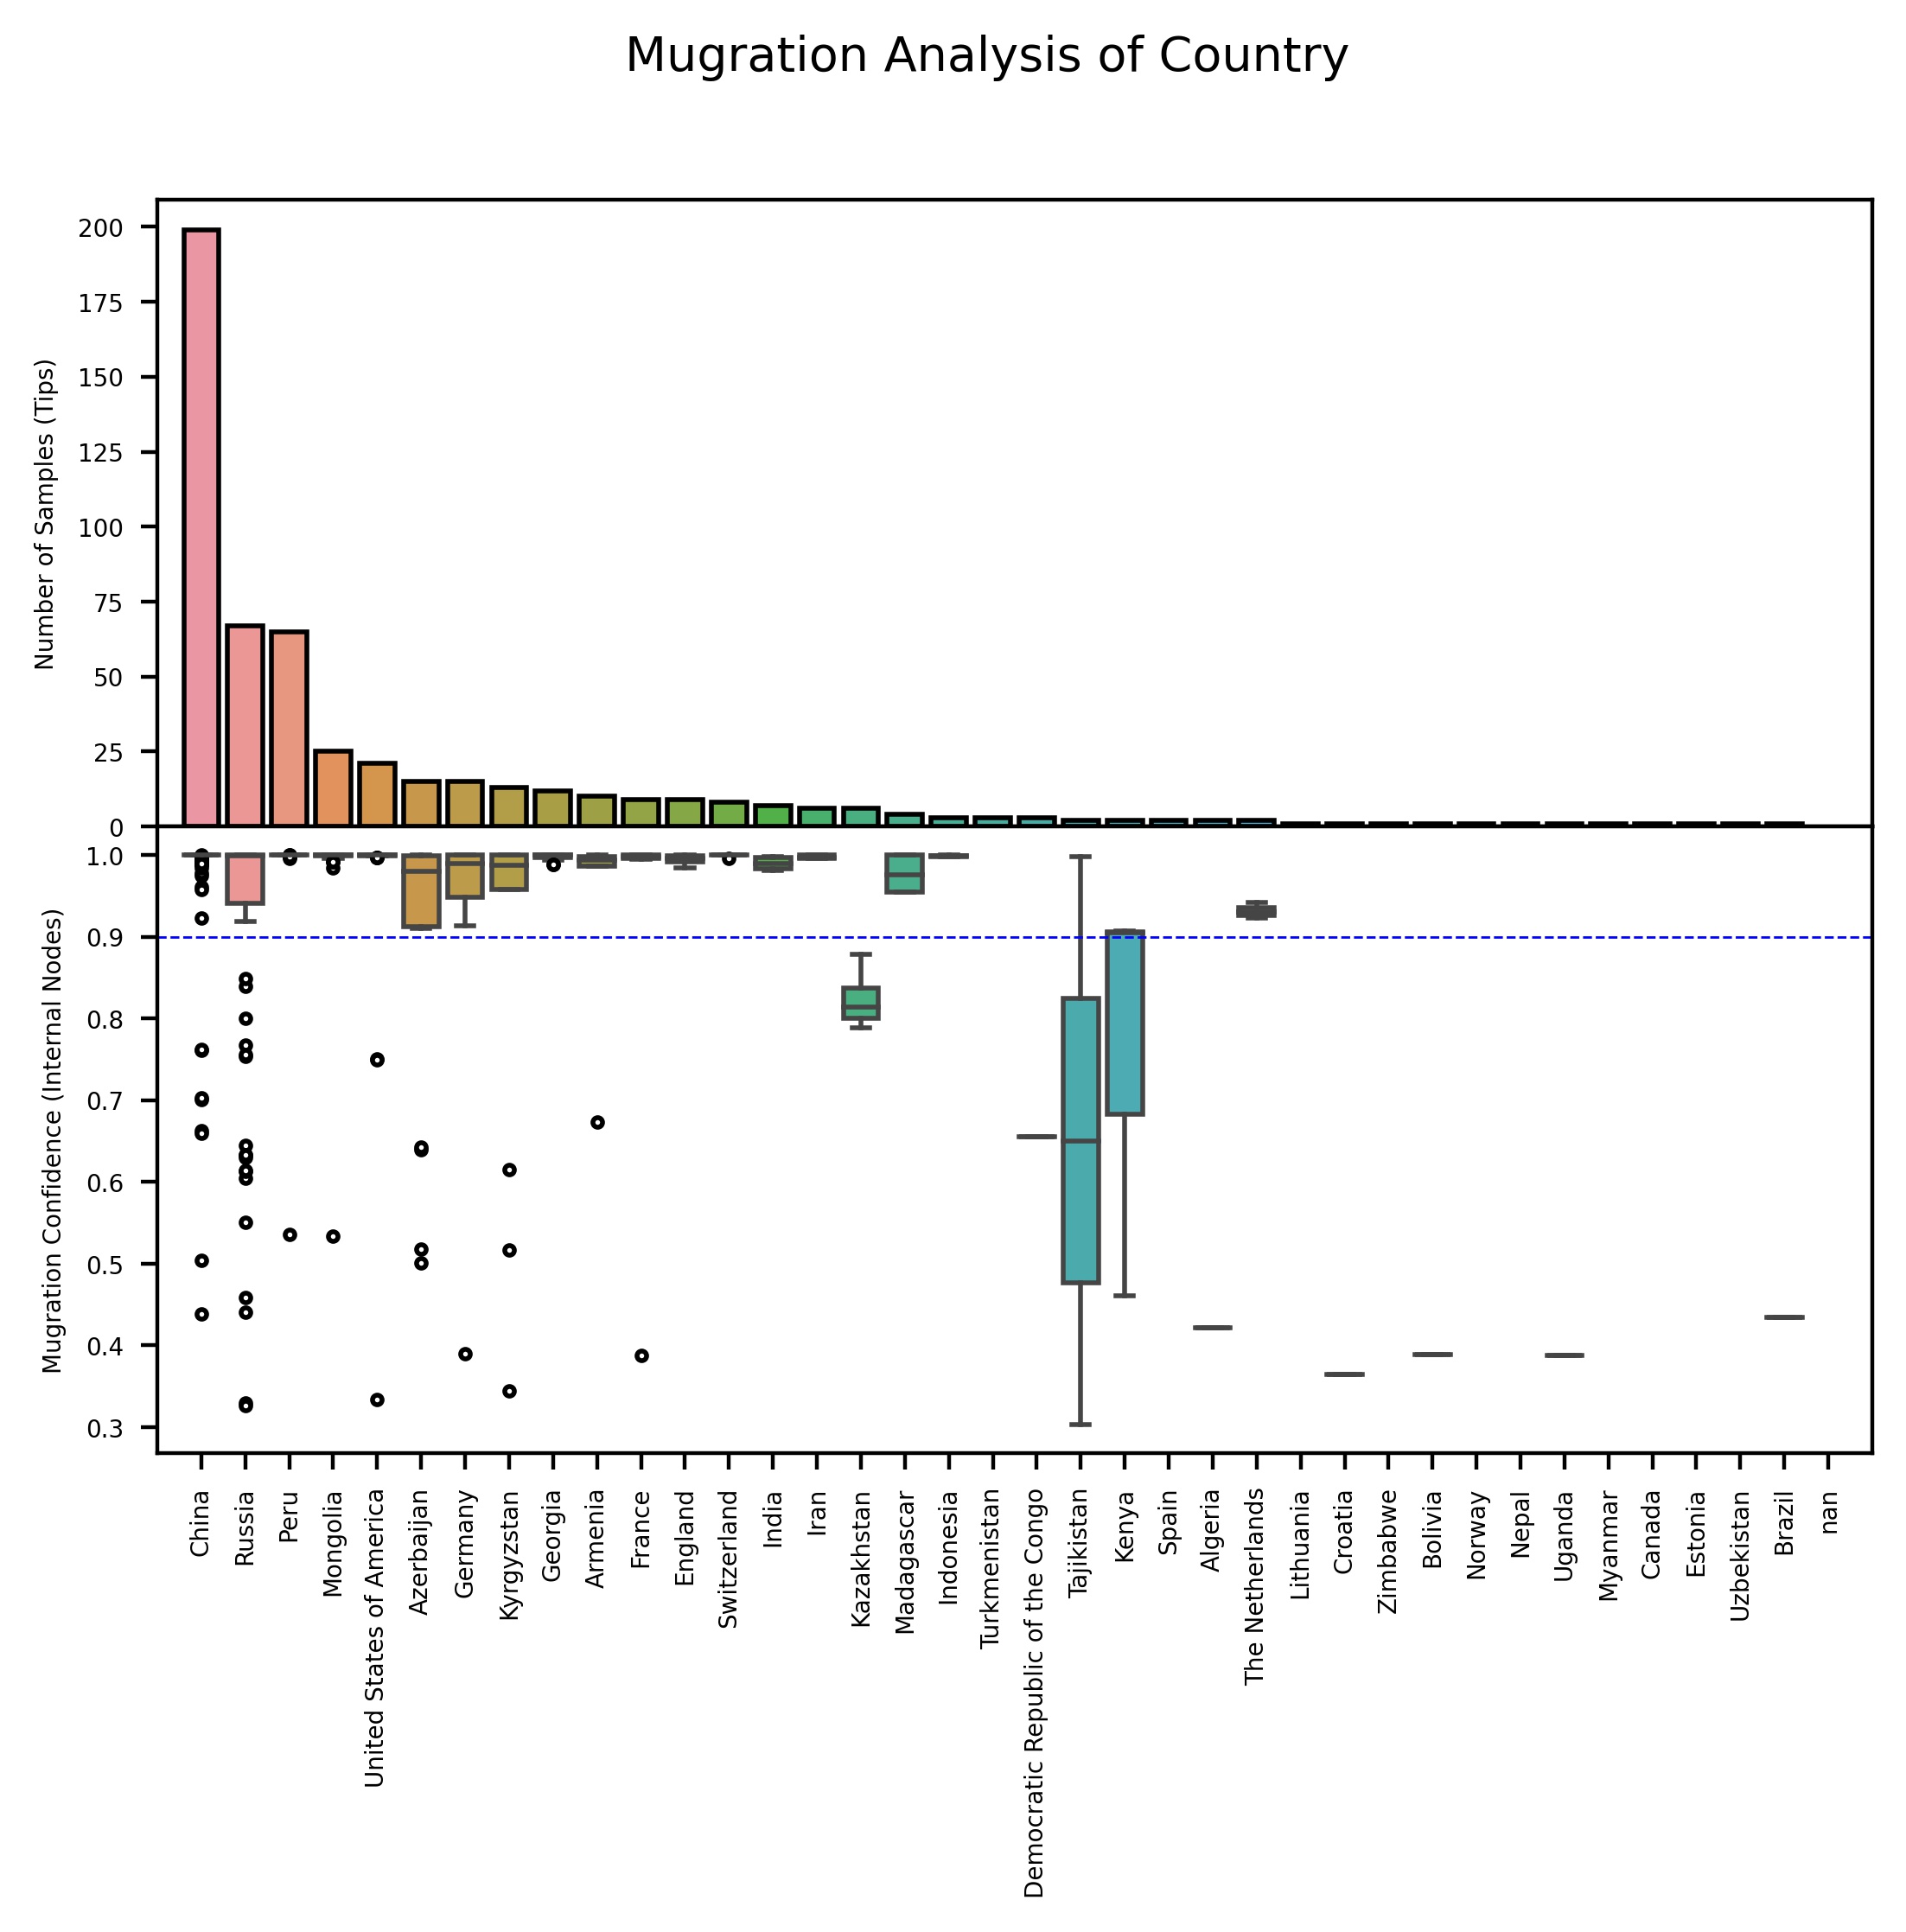 Mugration Analysis of Country
Number of Samples (Tips)
200
175
150
125
100
75
50
25
0
Mugration Confidence (Internal Nodes)
1.0
0.9
0.8
0.7
0.6
0.5
0.4
0.3
China
Russia
Peru
Mongolia
United States of America
Azerbaijan
Germany
Kyrgyzstan
Georgia
Armenia
France
England
Switzerland
India
Iran
Kazakhstan
Madagascar
Indonesia
Turkmenistan
Democratic Republic of the Congo
Tajikistan
Kenya
Spain
Algeria
The Netherlands
Lithuania
Croatia
Zimbabwe
Bolivia
Norway
Nepal
Uganda
Myanmar
Canada
Estonia
Uzbekistan
Brazil
nan